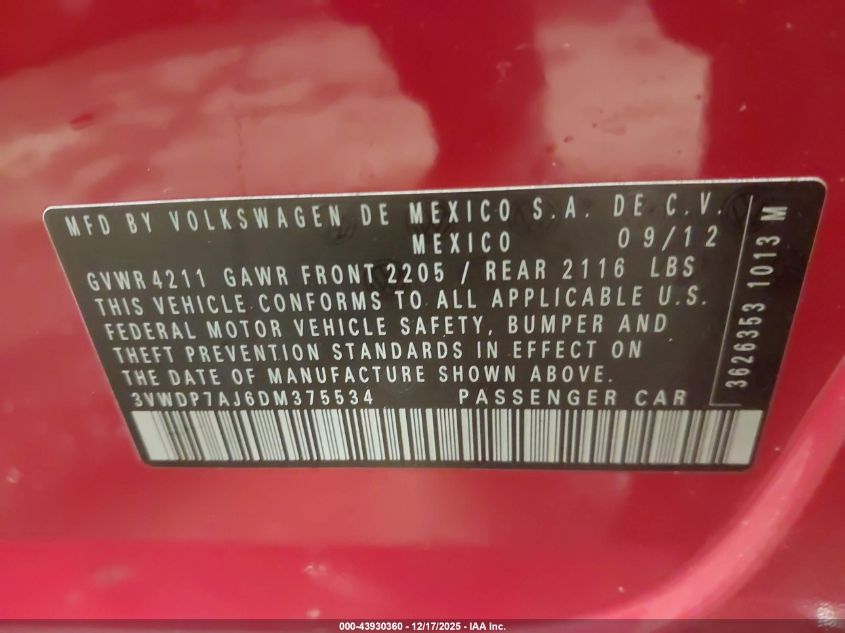 MFD BY VOLKSWAGEN DE MEXICO S.A. DE C.V.
MEXICO 09/12
GVWR 4211 GAWR FRONT 2205 / REAR 2116 LBS
THIS VEHICLE CONFORMS TO ALL APPLICABLE U.S.
FEDERAL MOTOR VEHICLE SAFETY, BUMPER AND
THEFT PREVENTION STANDARDS IN EFFECT ON
THE DATE OF MANUFACTURE SHOWN ABOVE.
3VWDP7AJ6DM375534 PASSENGER CAR
3626353 1013 M
000-43930360 - 12/17/2025 - IAA Inc.